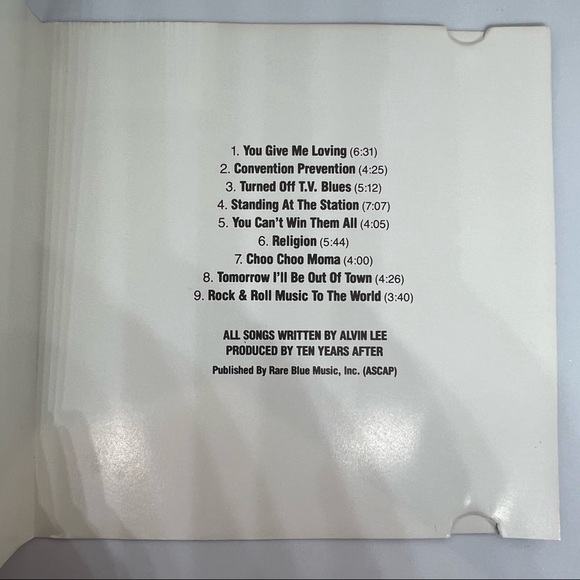 1. You Give Me Loving (6:31)
2. Convention Prevention (4:25)
3. Turned Off T.V. Blues (5:12)
4. Standing At The Station (7:07)
5. You Can't Win Them All (4:05)
6. Religion (5:44)
7. Choo Choo Moma (4:00)
8. Tomorrow I'll Be Out Of Town (4:26)
9. Rock & Roll Music To The World (3:40)
ALL SONGS WRITTEN BY ALVIN LEE
PRODUCED BY TEN YEARS AFTER
Published By Rare Blue Music, Inc. (ASCAP)